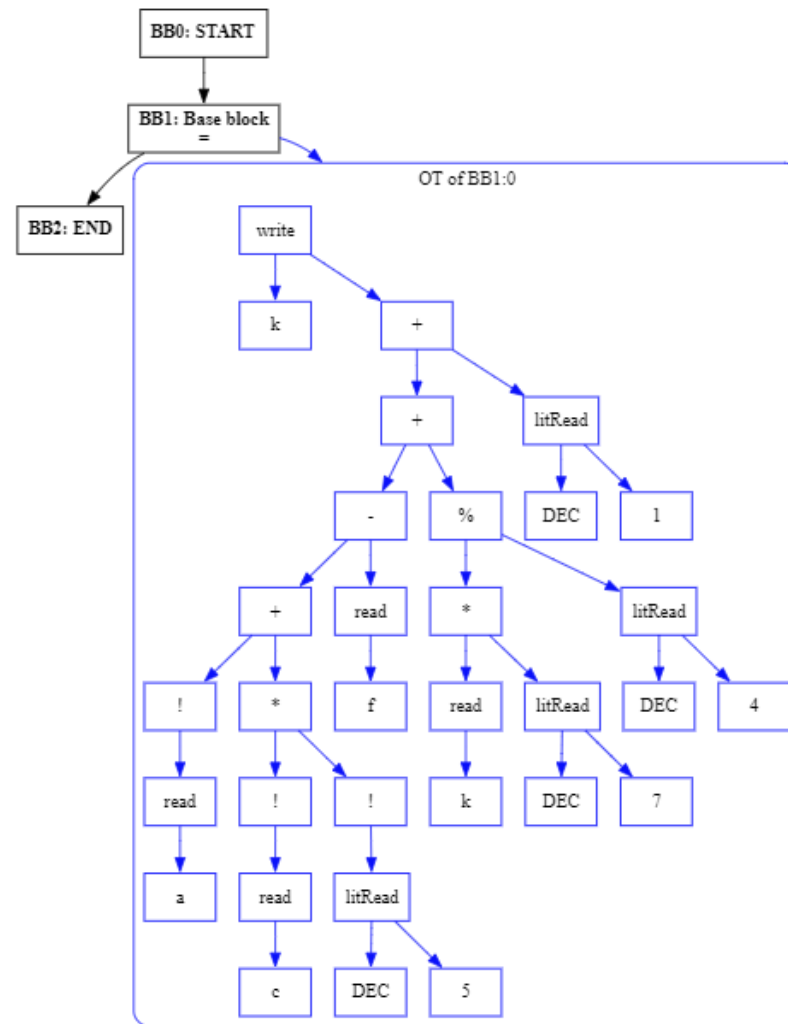 BB0: START
BB1: Base block
=
OT of BB1:0
BB2: END
write
k
+
+
litRead
-
%
DEC
1
+
read
*
litRead
!
*
f
read
litRead
DEC
4
read
!
!
k
DEC
7
a
read
litRead
c
DEC
5